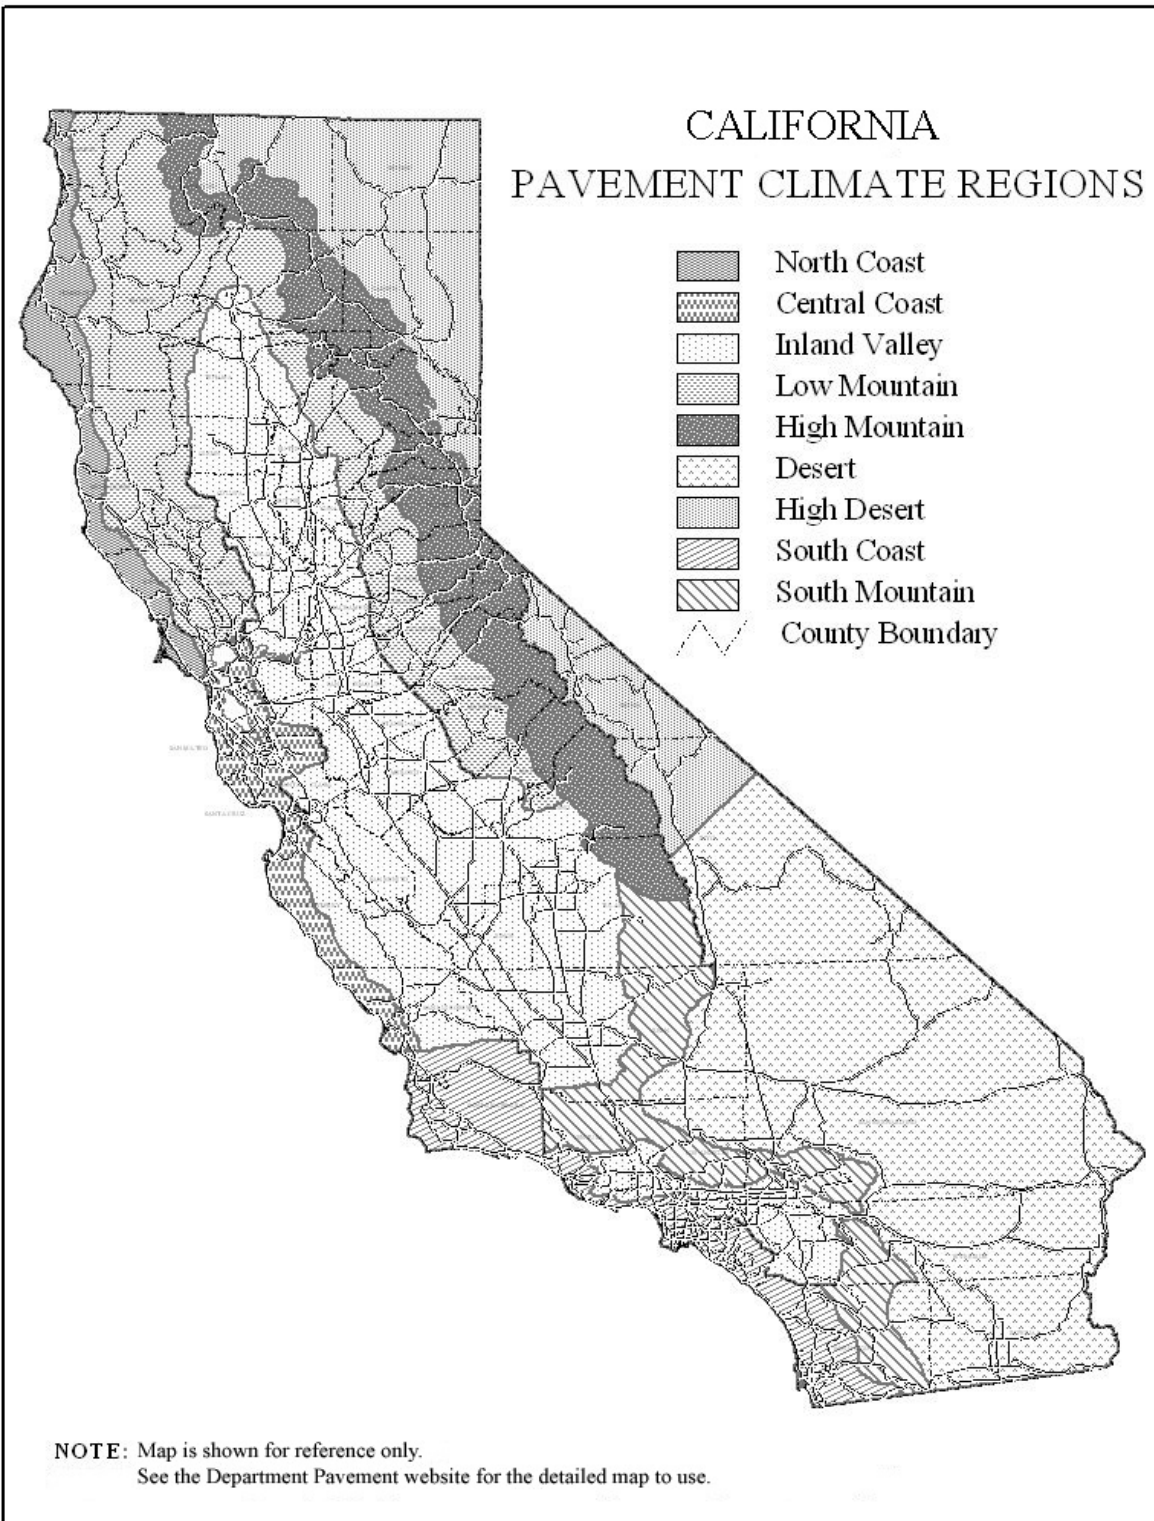 CALIFORNIA
PAVEMENT CLIMATE REGIONS
North Coast
Central Coast
Inland Valley
Low Mountain
High Mountain
Desert
High Desert
South Coast
South Mountain
County Boundary
NOTE: Map is shown for reference only.
See the Department Pavement website for the detailed map to use.